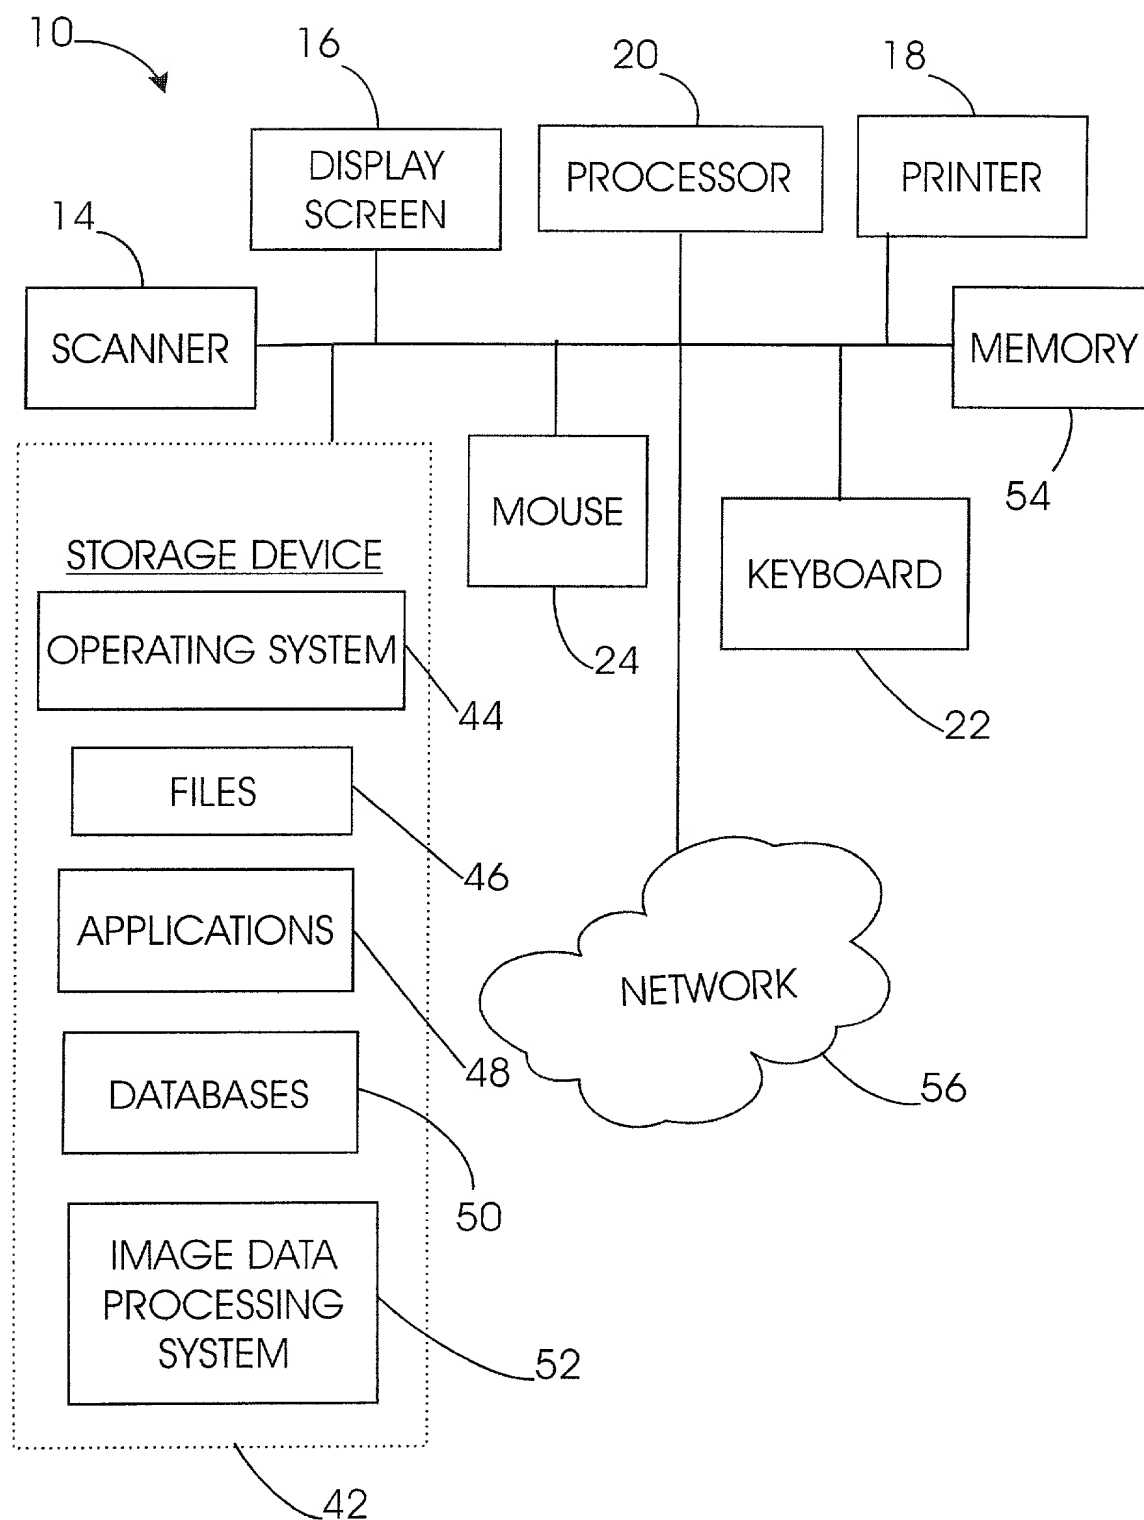 10
16
20
18
DISPLAY
SCREEN
PROCESSOR
PRINTER
14
SCANNER
MEMORY
54
MOUSE
24
KEYBOARD
22
STORAGE DEVICE
OPERATING SYSTEM
44
FILES
46
APPLICATIONS
48
DATABASES
50
IMAGE DATA
PROCESSING
SYSTEM
52
42
NETWORK
56